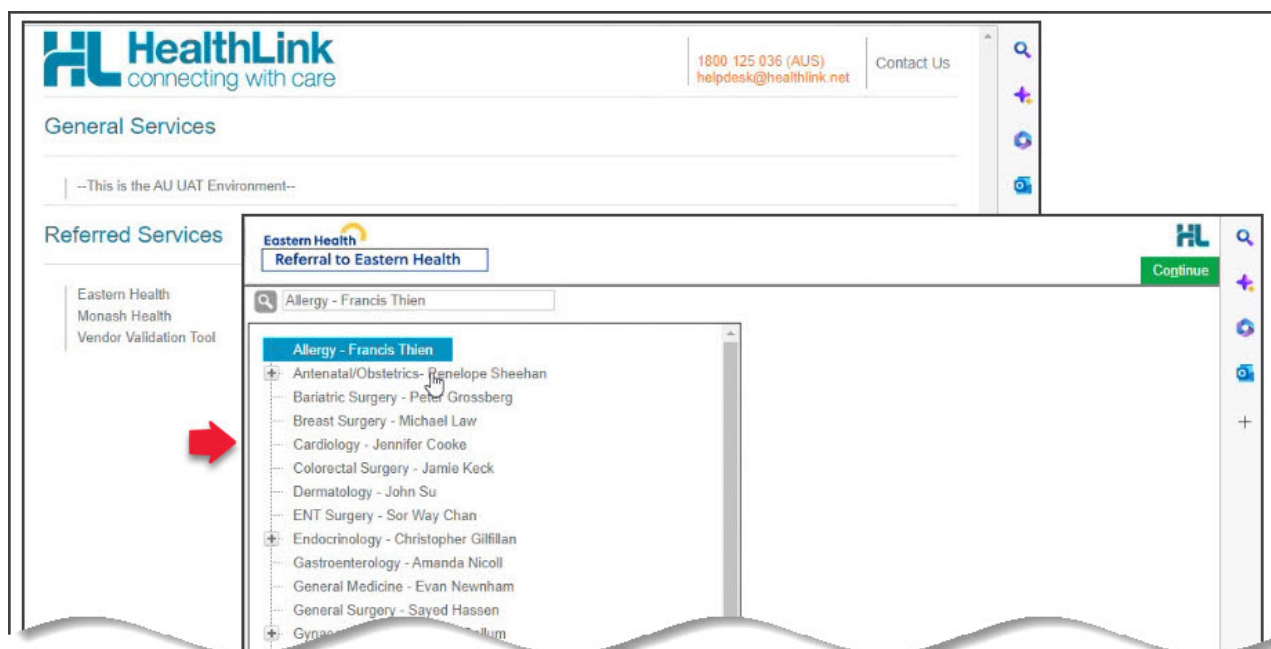 HL HealthLink
connecting with care
1800 125 036 (AUS)
helpdesk@healthlink.net
Contact Us
General Services
--This is the AU UAT Environment--
Referred Services
Eastern Health
Monash Health
Vendor Validation Tool
Eastern Health
Referral to Eastern Health
HL
Continue
Allergy - Francis Thien
Allergy - Francis Thien
Antenatal/Obstetrics- Penelope Sheehan
Bariatric Surgery - Peter Grossberg
Breast Surgery - Michael Law
Cardiology - Jennifer Cooke
Colorectal Surgery - Jamie Keck
Dermatology - John Su
ENT Surgery - Sor Way Chan
Endocrinology - Christopher Gilfillan
Gastroenterology - Amanda Nicoll
General Medicine - Evan Newnham
General Surgery - Sayed Hassen